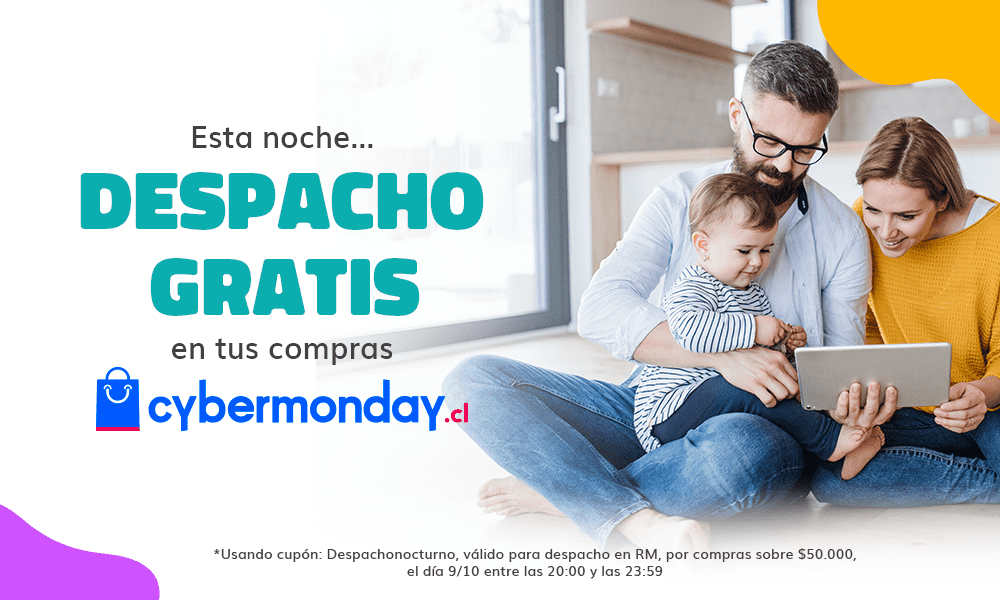 Esta noche...
DESPACHO
GRATIS
en tus compras
cybermonday.cl
*Usando cupón: Despachonocturno, válido para despacho en RM, por compras sobre $50.000,
el día 9/10 entre las 20:00 y las 23:59